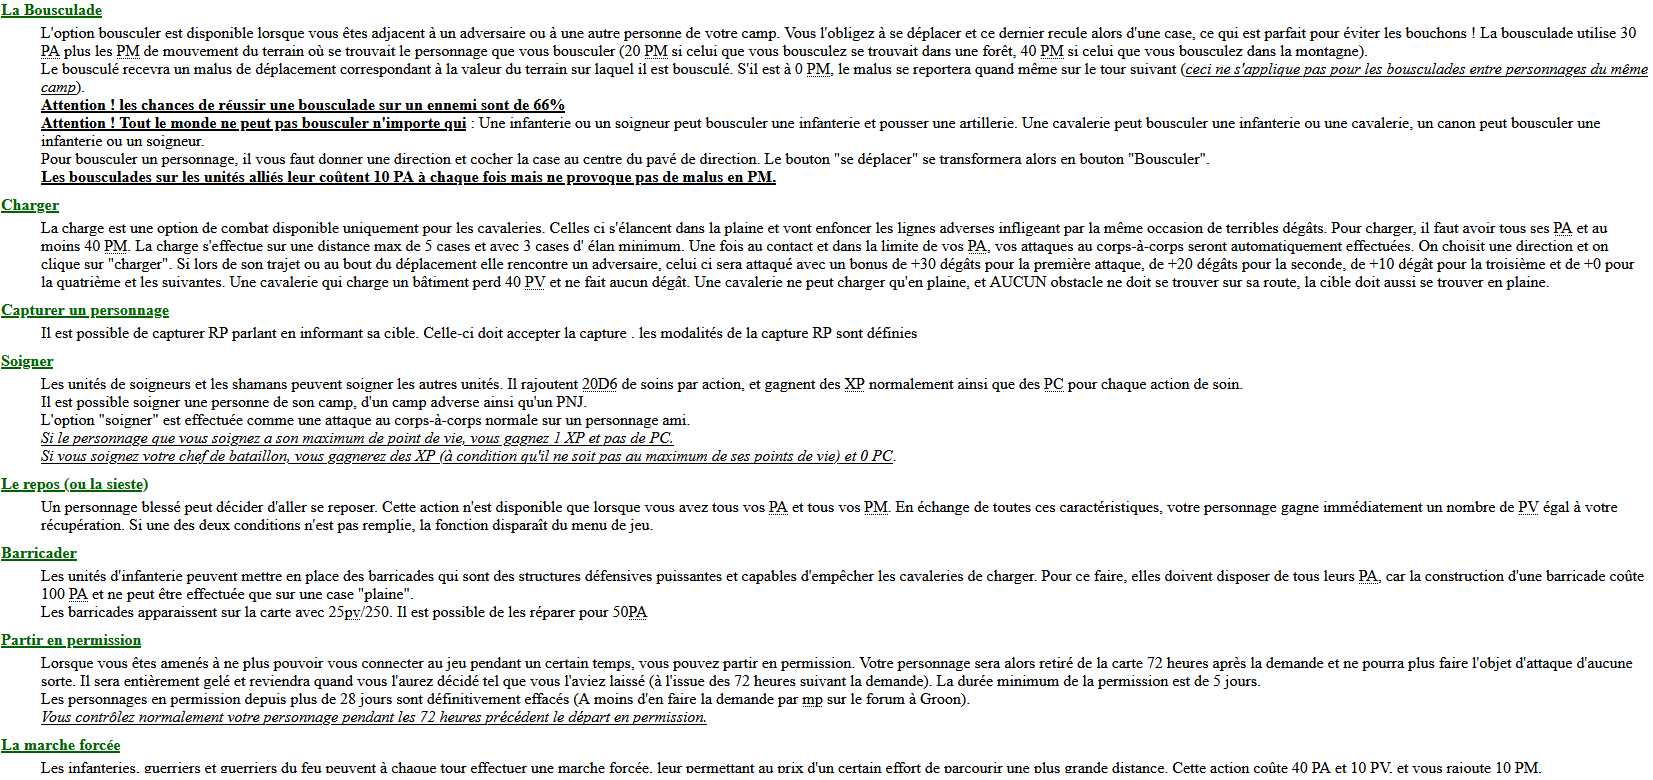 La Bousculade
L'option bousculer est disponible lorsque vous êtes adjacent à un adversaire ou à une autre personne de votre camp. Vous l'obligez à se déplacer et ce dernier recule alors d'une case, ce qui est parfait pour éviter les bouchons ! La bousculade utilise 30
PA plus les PM de mouvement du terrain où se trouvait le personnage que vous bousculer (20 PM si celui que vous bousculez se trouvait dans une forêt, 40 PM si celui que vous bousculez dans la montagne).
Le bousculé recevra un malus de déplacement correspondant à la valeur du terrain sur laquel il est bousculé. S'il est à 0 PM, le malus se reportera quand même sur le tour suivant (ceci ne s'applique pas pour les bousculades entre personnages du même
camp).
Attention ! les chances de réussir une bousculade sur un ennemi sont de 66%
Attention ! Tout le monde ne peut pas bousculer n'importe qui : Une infanterie ou un soigneur peut bousculer une infanterie et pousser une artillerie. Une cavalerie peut bousculer une infanterie ou une cavalerie, un canon peut bousculer une
infanterie ou un soigneur.
Pour bousculer un personnage, il vous faut donner une direction et cocher la case au centre du pavé de direction. Le bouton "se déplacer" se transformera alors en bouton "Bousculer".
Les bousculades sur les unités alliés leur coûtent 10 PA à chaque fois mais ne provoque pas de malus en PM.
Charger
La charge est une option de combat disponible uniquement pour les cavaleries. Celles ci s'élancent dans la plaine et vont enfoncer les lignes adverses infligeant par la même occasion de terribles dégâts. Pour charger, il faut avoir tous ses PA et au
moins 40 PM. La charge s'effectue sur une distance max de 5 cases et avec 3 cases d' élan minimum. Une fois au contact et dans la limite de vos PA, vos attaques au corps-à-corps seront automatiquement effectuées. On choisit une direction et on
clique sur "charger". Si lors de son trajet ou au bout du déplacement elle rencontre un adversaire, celui ci sera attaqué avec un bonus de +30 dégâts pour la première attaque, de +20 dégâts pour la seconde, de +10 dégât pour la troisième et de +0 pour
la quatrième et les suivantes. Une cavalerie qui charge un bâtiment perd 40 PV et ne fait aucun dégât. Une cavalerie ne peut charger qu'en plaine, et AUCUN obstacle ne doit se trouver sur sa route, la cible doit aussi se trouver en plaine.
Capturer un personnage
Il est possible de capturer RP parlant en informant sa cible. Celle-ci doit accepter la capture . les modalités de la capture RP sont définies
Soigner
Les unités de soigneurs et les shamans peuvent soigner les autres unités. Il rajoutent 20D6 de soins par action, et gagnent des XP normalement ainsi que des PC pour chaque action de soin.
Il est possible soigner une personne de son camp, d'un camp adverse ainsi qu'un PNJ.
L'option "soigner" est effectuée comme une attaque au corps-à-corps normale sur un personnage ami.
Si le personnage que vous soignez a son maximum de point de vie, vous gagnez 1 XP et pas de PC.
Si vous soignez votre chef de bataillon, vous gagnerez des XP (à condition qu'il ne soit pas au maximum de ses points de vie) et 0 PC.
Le repos (ou la sieste)
Un personnage blessé peut décider d'aller se reposer. Cette action n'est disponible que lorsque vous avez tous vos PA et tous vos PM. En échange de toutes ces caractéristiques, votre personnage gagne immédiatement un nombre de PV égal à votre
récupération. Si une des deux conditions n'est pas remplie, la fonction disparaît du menu de jeu.
Barricader
Les unités d'infanterie peuvent mettre en place des barricades qui sont des structures défensives puissantes et capables d'empêcher les cavaleries de charger. Pour ce faire, elles doivent disposer de tous leurs PA, car la construction d'une barricade coûte
100 PA et ne peut être effectuée que sur une case "plaine".
Les barricades apparaissent sur la carte avec 25pv/250. Il est possible de les réparer pour 50PA
Partir en permission
Lorsque vous êtes amenés à ne plus pouvoir vous connecter au jeu pendant un certain temps, vous pouvez partir en permission. Votre personnage sera alors retiré de la carte 72 heures après la demande et ne pourra plus faire l'objet d'attaque d'aucune
sorte. Il sera entièrement gelé et reviendra quand vous l'aurez décidé tel que vous l'aviez laissé (à l'issue des 72 heures suivant la demande). La durée minimum de la permission est de 5 jours.
Les personnages en permission depuis plus de 28 jours sont définitivement effacés (A moins d'en faire la demande par mp sur le forum à Groon).
Vous contrôlez normalement votre personnage pendant les 72 heures précédent le départ en permission.
La marche forcée
Les infanteries, guerriers et guerriers du feu peuvent à chaque tour effectuer une marche forcée, leur permettant au prix d'un certain effort de parcourir une plus grande distance. Cette action coûte 40 PA et 10 PV, et vous rajoute 10 PM.